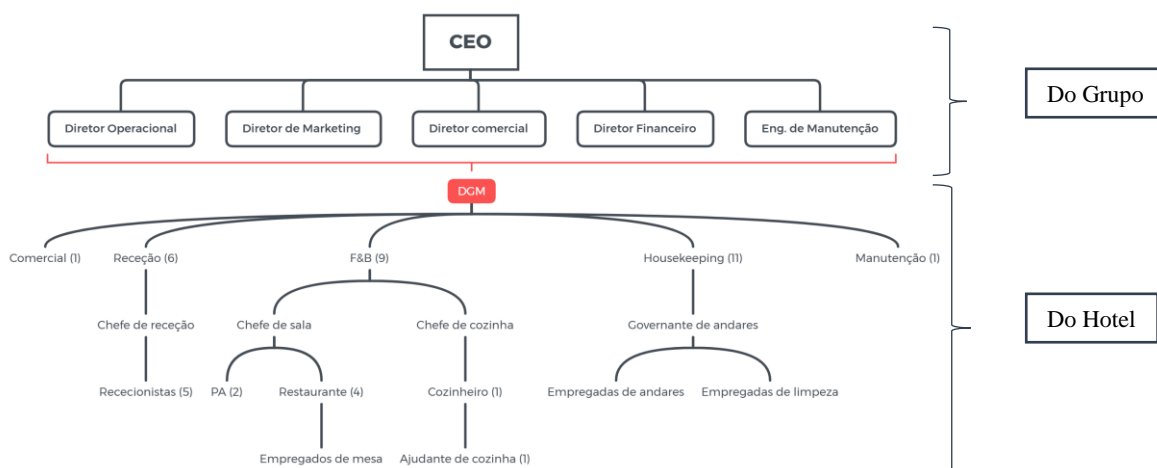 CEO
Do Grupo
Diretor Operacional
Diretor de Marketing
Diretor comercial
Diretor Financeiro
Eng. de Manutenção
DGM
Comercial (1)
Receção (6)
F&B (9)
Housekeeping (11)
Manutenção (1)
Do Hotel
Chefe de receção
Chefe de sala
Chefe de cozinha
Governante de andares
Rececionistas (5)
PA (2)
Restaurante (4)
Cozinheiro (1)
Empregadas de andares
Empregadas de limpeza
Empregados de mesa
Ajudante de cozinha (1)